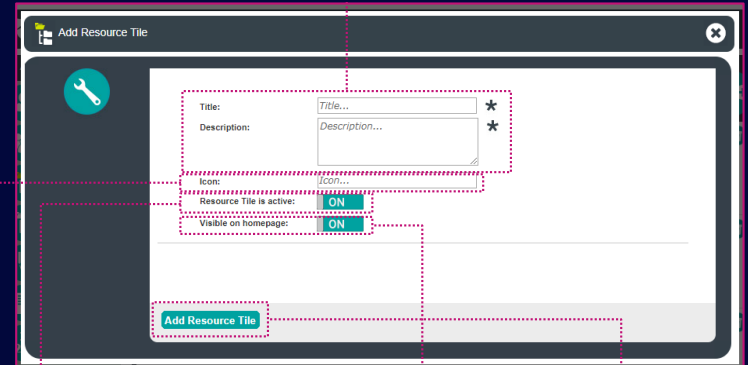 Add Resource Tile
Title: Title... *
Description: Description... *
Icon: Icon...
Resource Tile is active: ON
Visible on homepage: ON
Add Resource Tile